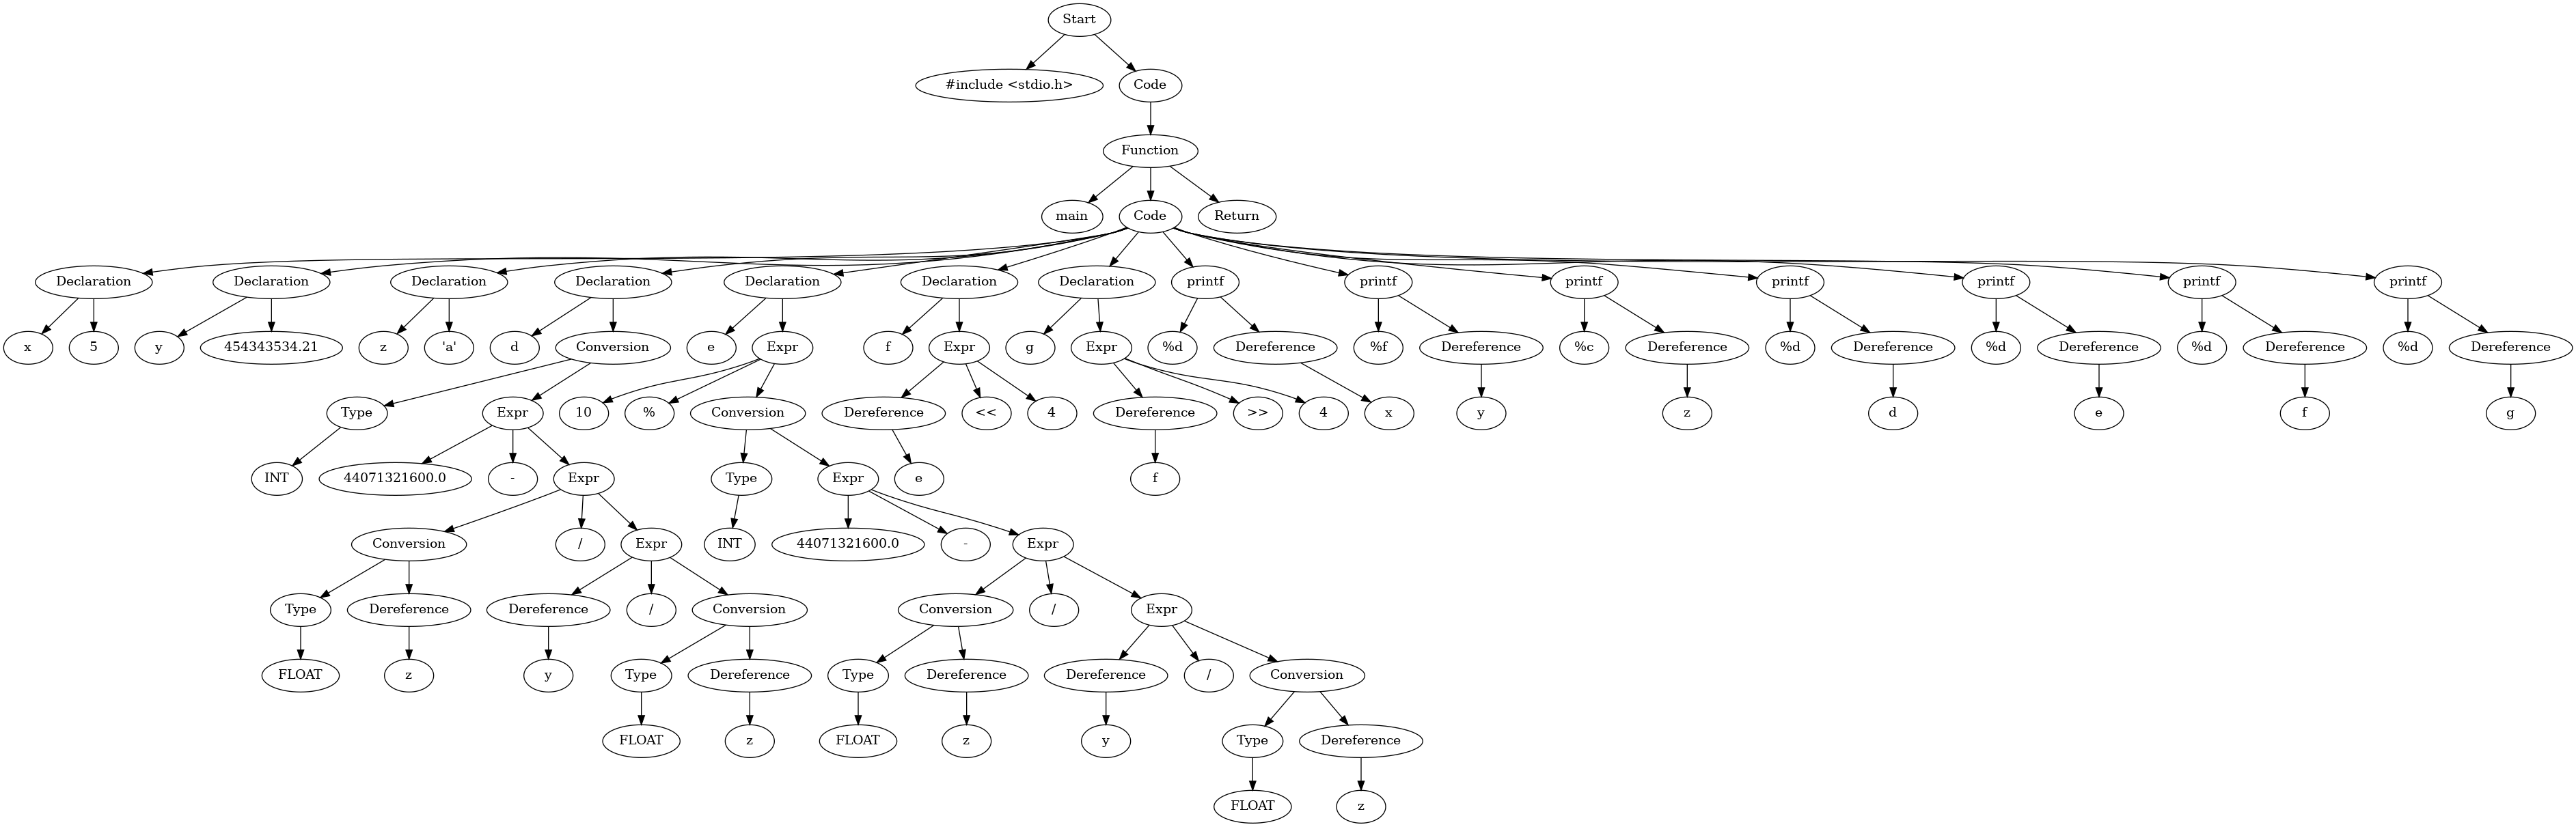 Start
#include <stdio.h> Code
Function
main Code Return
Declaration Declaration Declaration Declaration Declaration Declaration Declaration printf printf printf printf printf printf printf
x 5 y 454343534.21 z 'a' d Conversion e Expr f Expr g Expr %d Dereference %f Dereference %c Dereference %d Dereference %d Dereference %d Dereference %d Dereference
Type Expr 10 % Conversion Dereference << 4 Dereference >> 4 x y z d e f g
INT 44071321600.0 - Expr Type Expr e f
Conversion / Expr INT 44071321600.0 - Expr
Type Dereference Dereference / Conversion Conversion / Expr
FLOAT z y Type Dereference Type Dereference Dereference / Conversion
FLOAT z FLOAT z y Type Dereference
FLOAT z